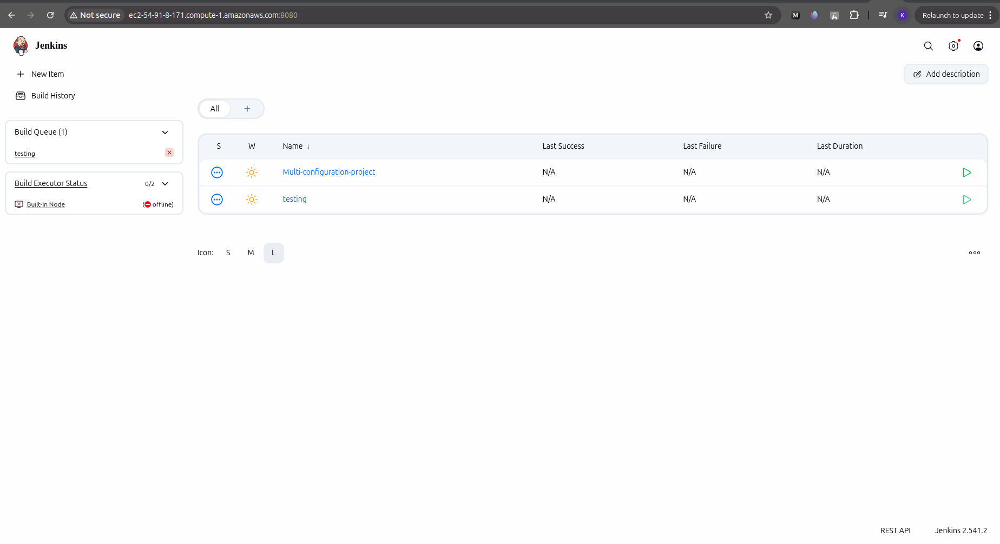 Not secure ec2-54-91-8-171.compute-1.amazonaws.com:8080 M K Relaunch to update
Jenkins
New Item
Add description
Build History
All +
Build Queue (1)
testing
Build Executor Status 0/2
Built-In Node (offline)
S W Name ↓ Last Success Last Failure Last Duration
Multi-configuration-project N/A N/A N/A
testing N/A N/A N/A
Icon: S M L
REST API Jenkins 2.541.2